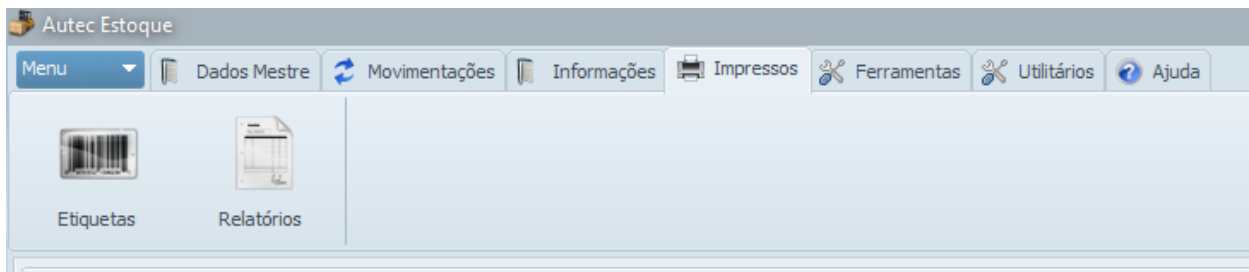 Autec Estoque
Menu Dados Mestre Movimentações Informações Impressos Ferramentas Utilitários Ajuda
Etiquetas Relatórios